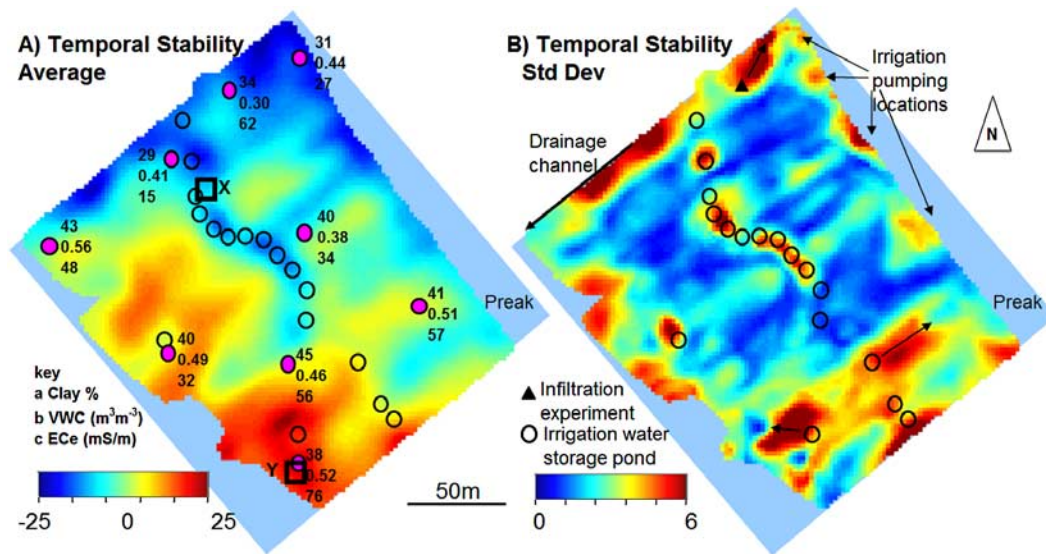 A) Temporal Stability
Average
31
0.44
27
34
0.30
62
29
0.41
15
X
43
0.56
48
40
0.38
34
41
0.51
57
Preak
40
0.49
32
45
0.46
56
key
a Clay %
b VWC (m³m⁻³)
c ECe (mS/m)
Y
38
0.52
76
-25 0 20
50m
B) Temporal Stability
Std Dev
Irrigation
pumping
locations
N
Drainage
channel
Preak
Infiltration
experiment
Irrigation water
storage pond
0 6